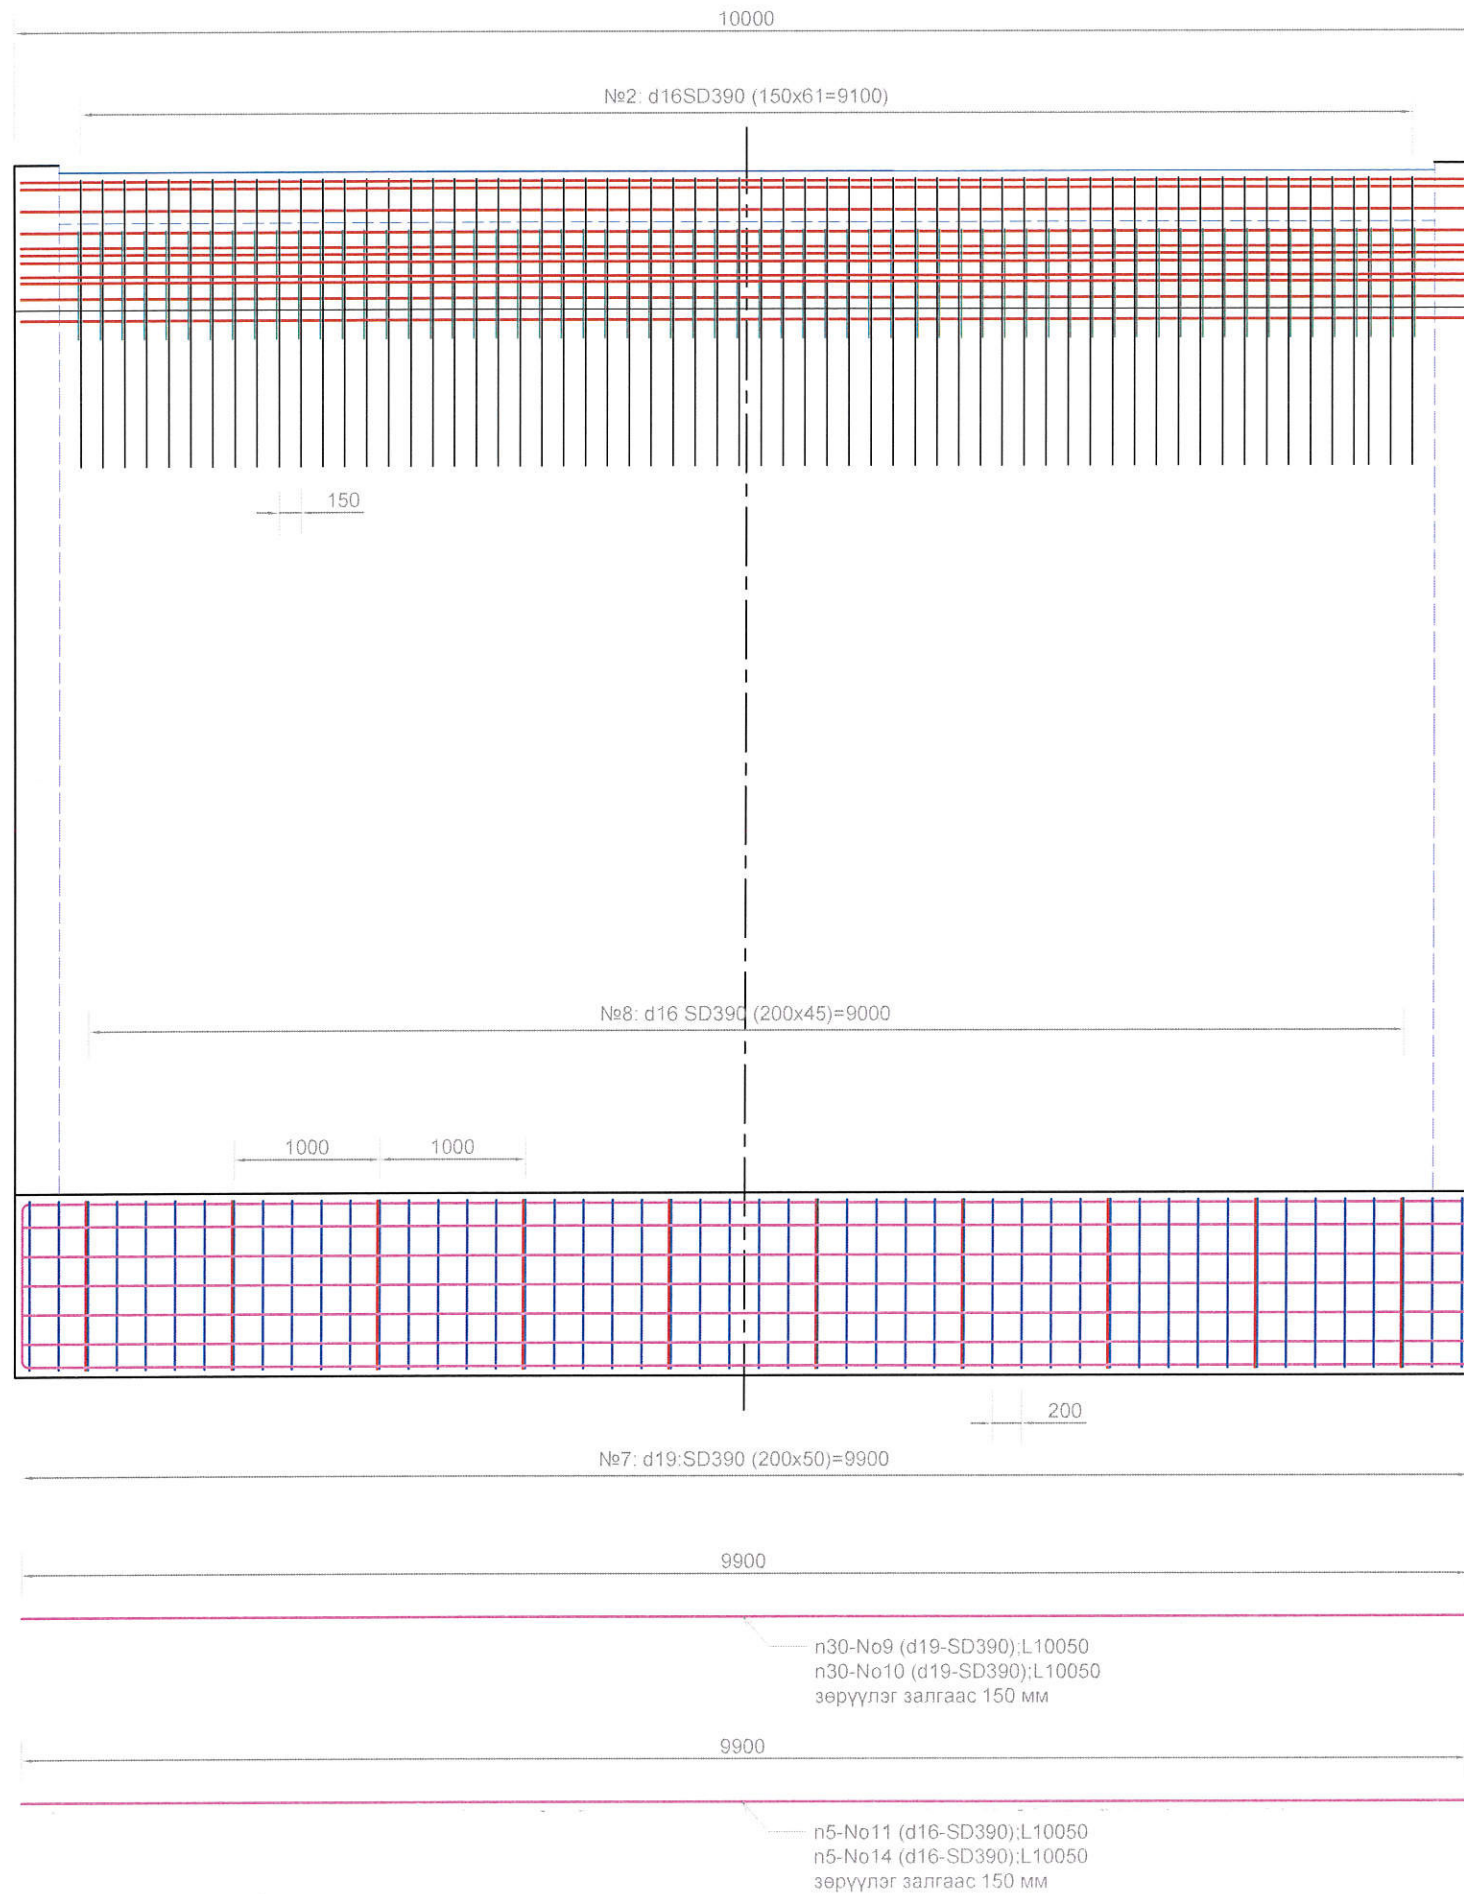 10000
№2: d16SD390 (150x61=9100)
150
№8: d16 SD390 (200x45)=9000
1000 1000
200
№7: d19:SD390 (200x50)=9900
9900
n30-No9 (d19-SD390);L10050
n30-No10 (d19-SD390);L10050
зөрүүлэг залгаас 150 мм
9900
n5-No11 (d16-SD390);L10050
n5-No14 (d16-SD390);L10050
зөрүүлэг залгаас 150 мм